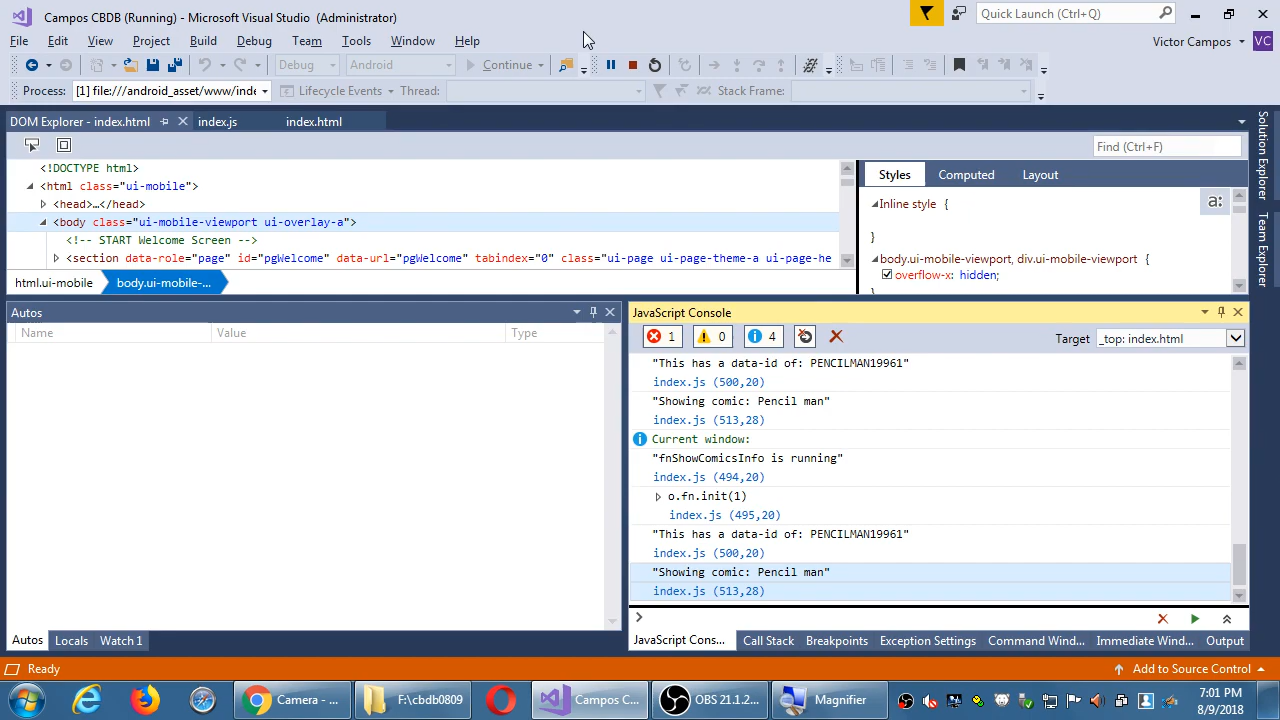 Campos CBDB (Running) - Microsoft Visual Studio (Administrator)
Quick Launch (Ctrl+Q)
File Edit View Project Build Debug Team Tools Window Help
Victor Campos VC
Debug Android Continue
Process: [1] file:///android_asset/www/inde Lifecycle Events Thread: Stack Frame:
DOM Explorer - index.html index.js index.html
Find (Ctrl+F)
<!DOCTYPE html>
<html class="ui-mobile">
<head>…</head>
<body class="ui-mobile-viewport ui-overlay-a">
<!-- START Welcome Screen -->
<section data-role="page" id="pgWelcome" data-url="pgWelcome" tabindex="0" class="ui-page ui-page-theme-a ui-page-he
html.ui-mobile body.ui-mobile-...
Styles Computed Layout
Inline style {
a:
}
body.ui-mobile-viewport, div.ui-mobile-viewport {
overflow-x: hidden;
Autos
Name Value Type
Autos Locals Watch 1
JavaScript Console
1 0 4
Target _top: index.html
"This has a data-id of: PENCILMAN19961"
index.js (500,20)
"Showing comic: Pencil man"
index.js (513,28)
Current window:
"fnShowComicsInfo is running"
index.js (494,20)
o.fn.init(1)
index.js (495,20)
"This has a data-id of: PENCILMAN19961"
index.js (500,20)
"Showing comic: Pencil man"
index.js (513,28)
JavaScript Cons... Call Stack Breakpoints Exception Settings Command Wind... Immediate Wind... Output
Solution Explorer
Team Explorer
Ready
Add to Source Control
Camera - ... F:\cbdb0809 Campos C... OBS 21.1.2... Magnifier
7:01 PM
8/9/2018